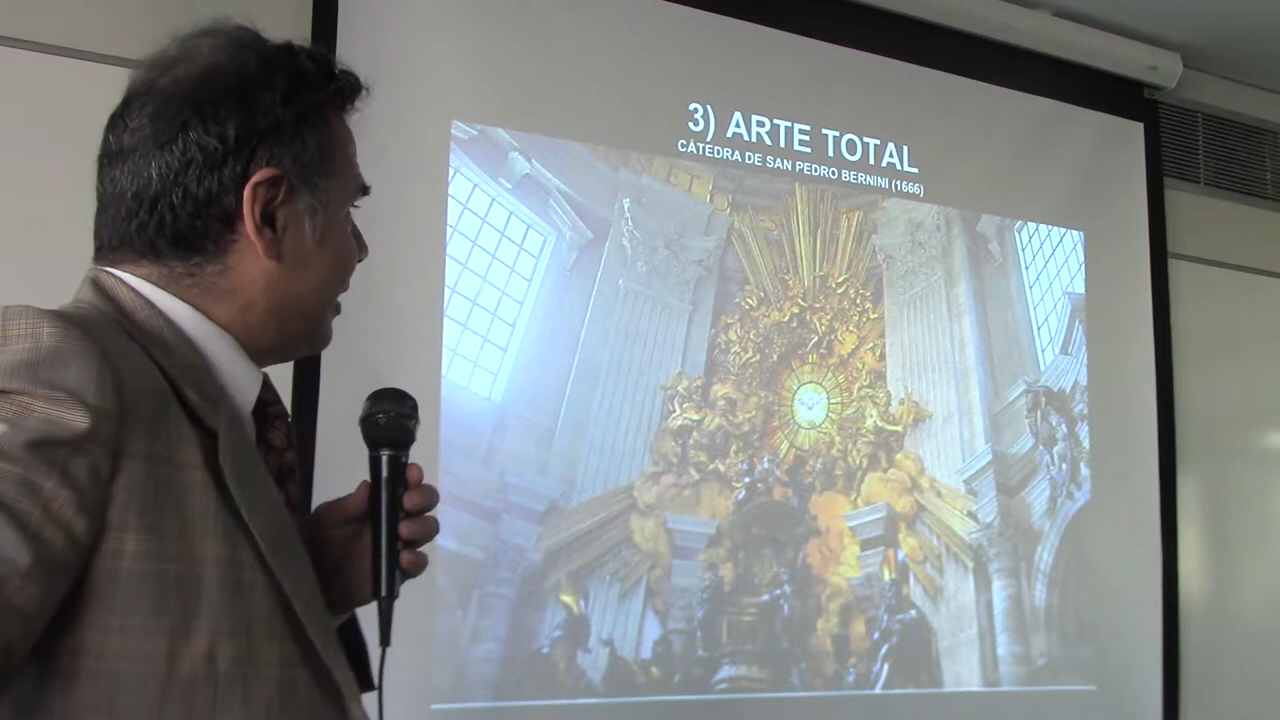 3) ARTE TOTAL
CÁTEDRA DE SAN PEDRO BERNINI (1666)